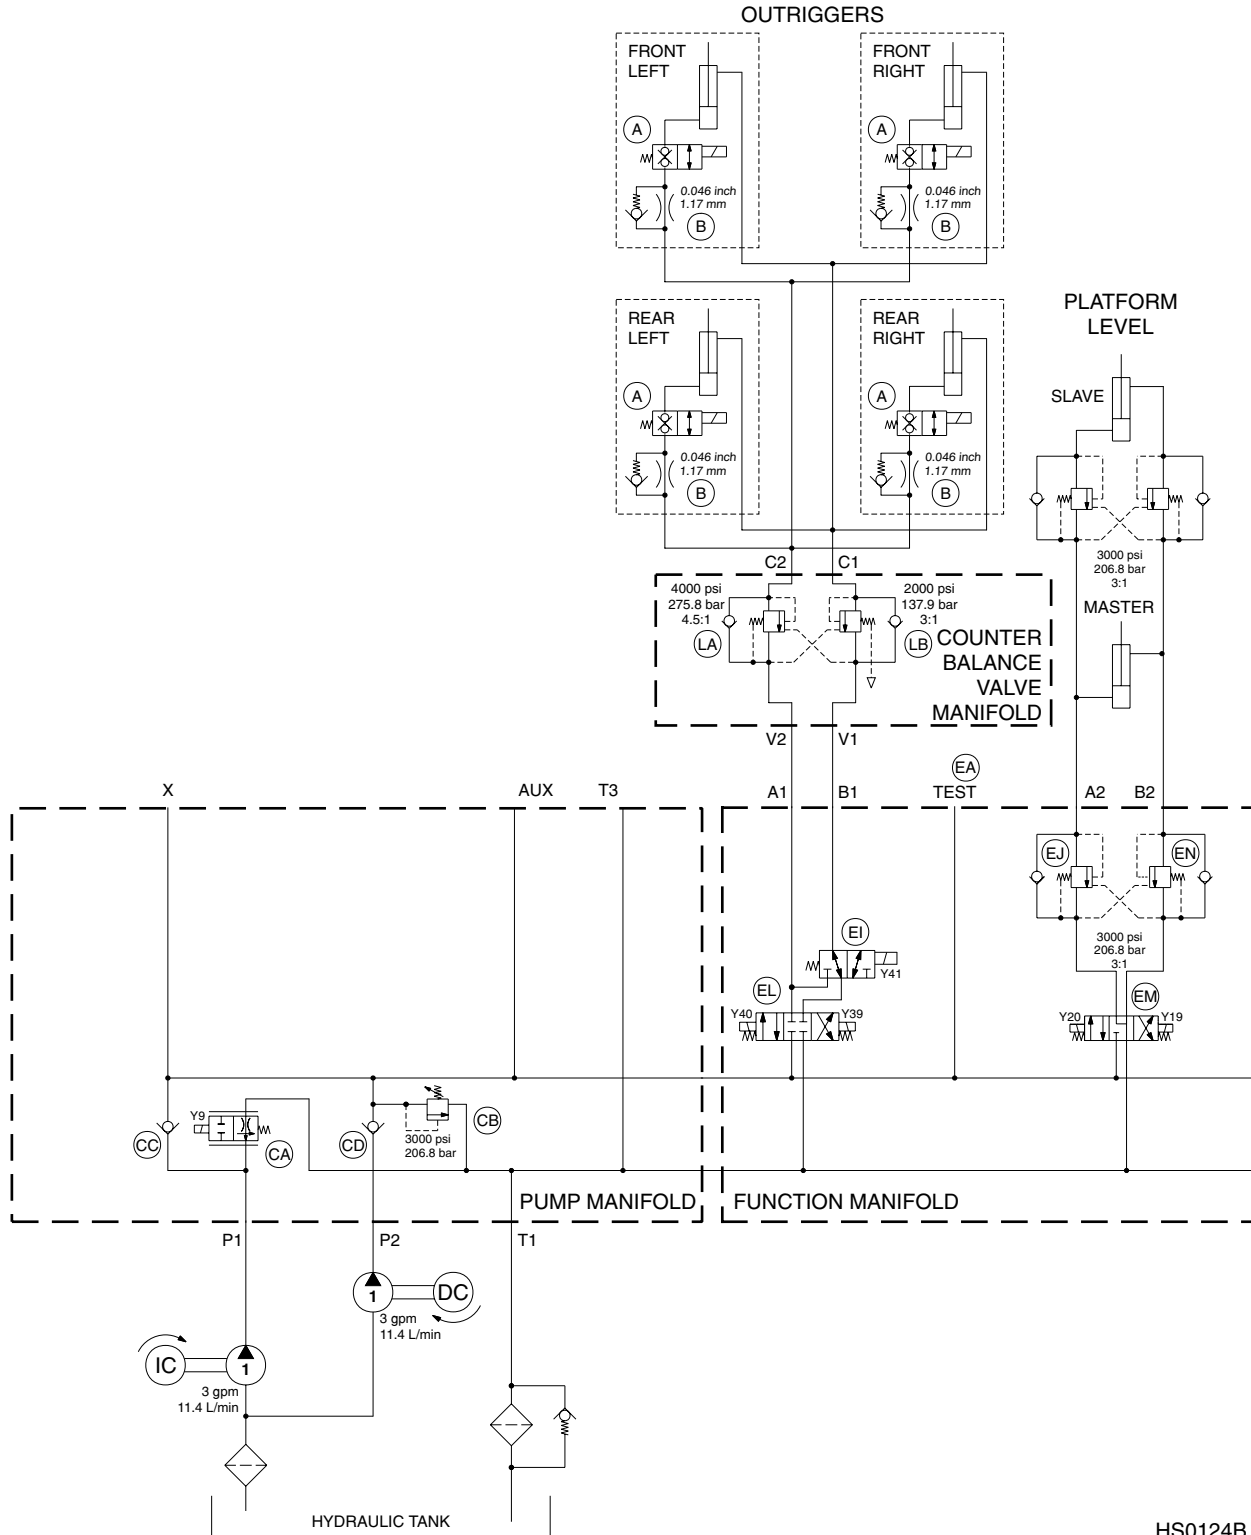 OUTRIGGERS
FRONT
LEFT
A
0.046 inch
1.17 mm
B
FRONT
RIGHT
A
0.046 inch
1.17 mm
B
REAR
LEFT
A
0.046 inch
1.17 mm
B
REAR
RIGHT
A
0.046 inch
1.17 mm
B
PLATFORM
LEVEL
SLAVE
3000 psi
206.8 bar
3:1
MASTER
C2
C1
4000 psi
275.8 bar
4.5:1
LA
2000 psi
137.9 bar
3:1
LB
COUNTER
BALANCE
VALVE
MANIFOLD
V2
V1
X
AUX
T3
A1
B1
EA
TEST
A2
B2
EJ
EN
3000 psi
206.8 bar
3:1
EI
Y41
EL
Y40
Y39
EM
Y20
Y19
CC
Y9
CA
CD
3000 psi
206.8 bar
CB
PUMP MANIFOLD
FUNCTION MANIFOLD
P1
P2
T1
1
DC
3 gpm
11.4 L/min
IC
1
3 gpm
11.4 L/min
HYDRAULIC TANK
HS0124B